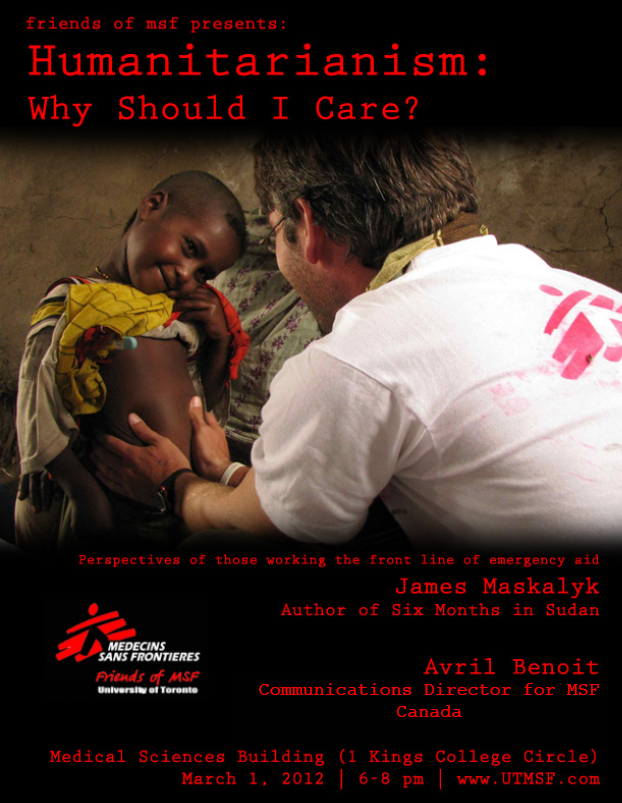 friends of msf presents:
Humanitarianism:
Why Should I Care?
Perspectives of those working the front line of emergency aid
James Maskalyk
Author of Six Months in Sudan
MEDECINS
SANS FRONTIERES
Friends of MSF
University of Toronto
Avril Benoit
Communications Director for MSF
Canada
Medical Sciences Building (1 Kings College Circle)
March 1, 2012 | 6-8 pm | www.UTMSF.com